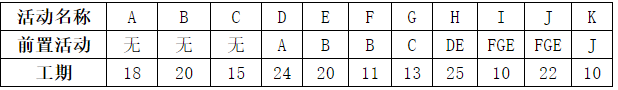 活动名称 A B C D E F G H I J K
前置活动 无 无 无 A B B C DE FGE FGE J
工期 18 20 15 24 20 11 13 25 10 22 10